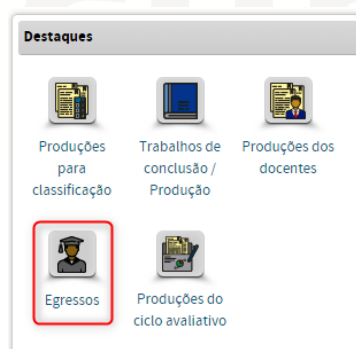 Destaques
Produções
para
classificação
Trabalhos de
conclusão /
Produção
Produções dos
docentes
Egressos
Produções do
ciclo avaliativo